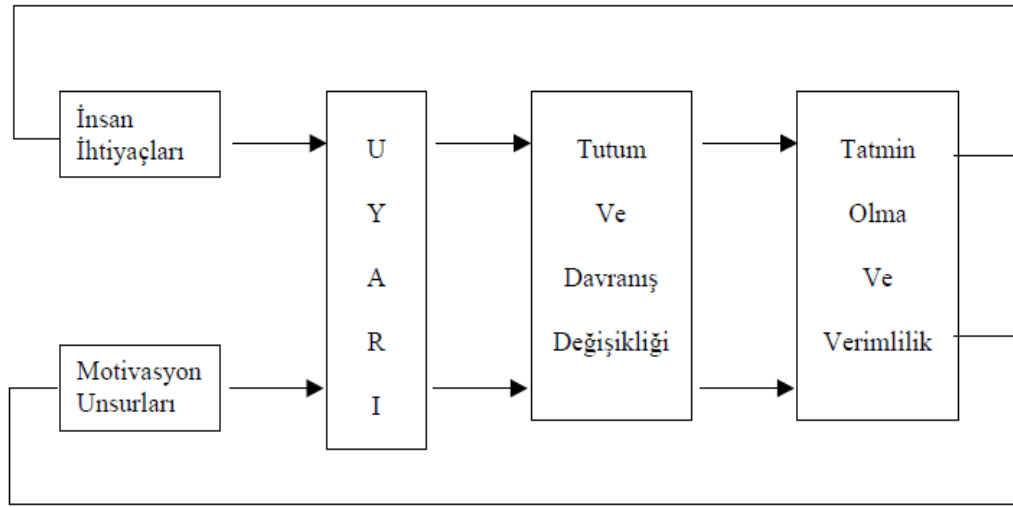 İnsan
İhtiyaçları
Motivasyon
Unsurları
U
Y
A
R
I
Tutum
Ve
Davranış
Değişikliği
Tatmin
Olma
Ve
Verimlilik